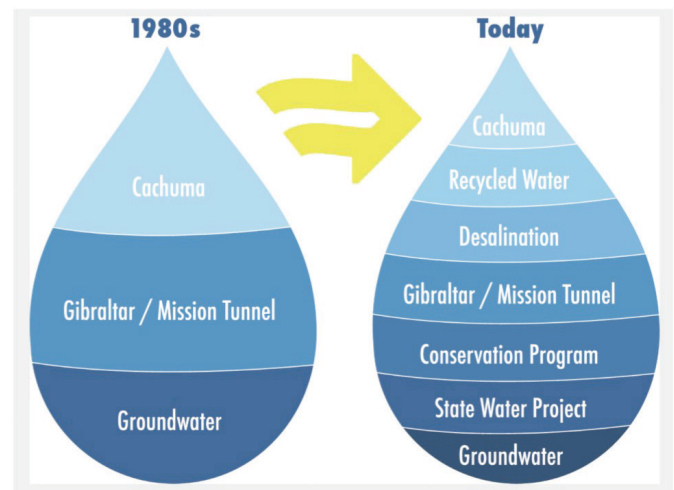 1980s
Cachuma
Gibraltar / Mission Tunnel
Groundwater
Today
Cachuma
Recycled Water
Desalination
Gibraltar / Mission Tunnel
Conservation Program
State Water Project
Groundwater